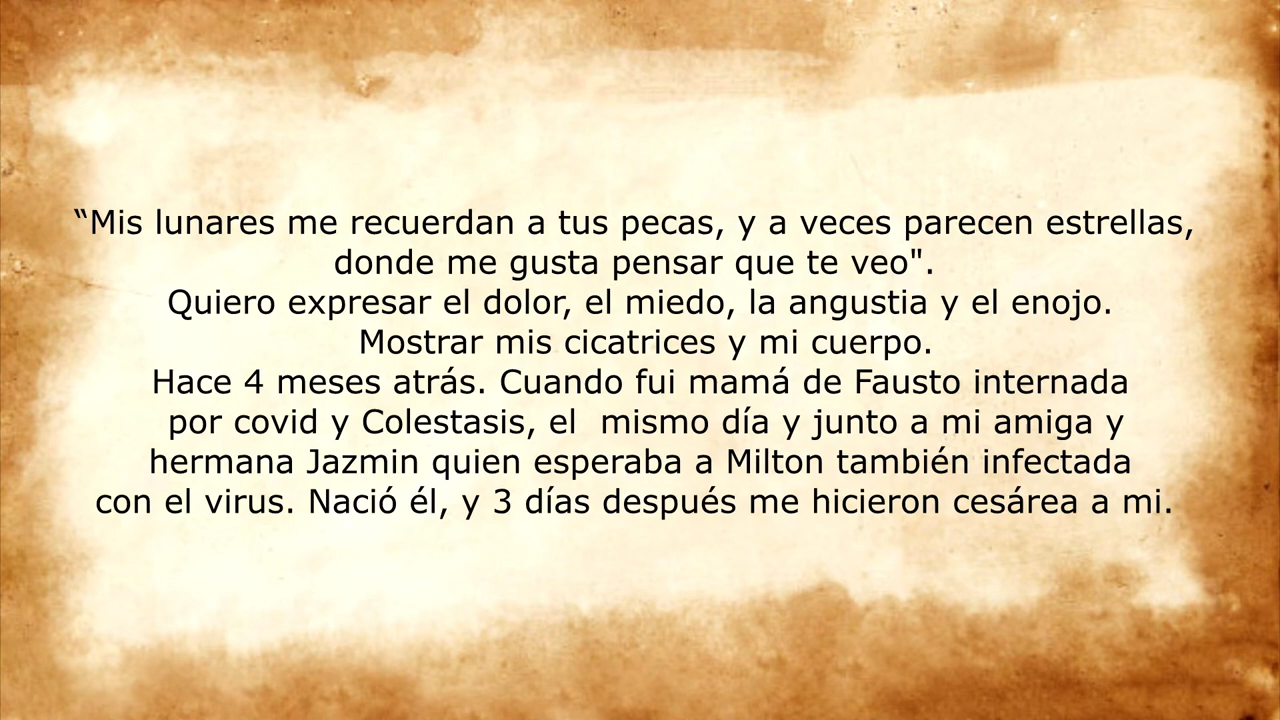 “Mis lunares me recuerdan a tus pecas, y a veces parecen estrellas,
donde me gusta pensar que te veo".
Quiero expresar el dolor, el miedo, la angustia y el enojo.
Mostrar mis cicatrices y mi cuerpo.
Hace 4 meses atrás. Cuando fui mamá de Fausto internada
por covid y Colestasis, el  mismo día y junto a mi amiga y
hermana Jazmin quien esperaba a Milton también infectada
con el virus. Nació él, y 3 días después me hicieron cesárea a mi.